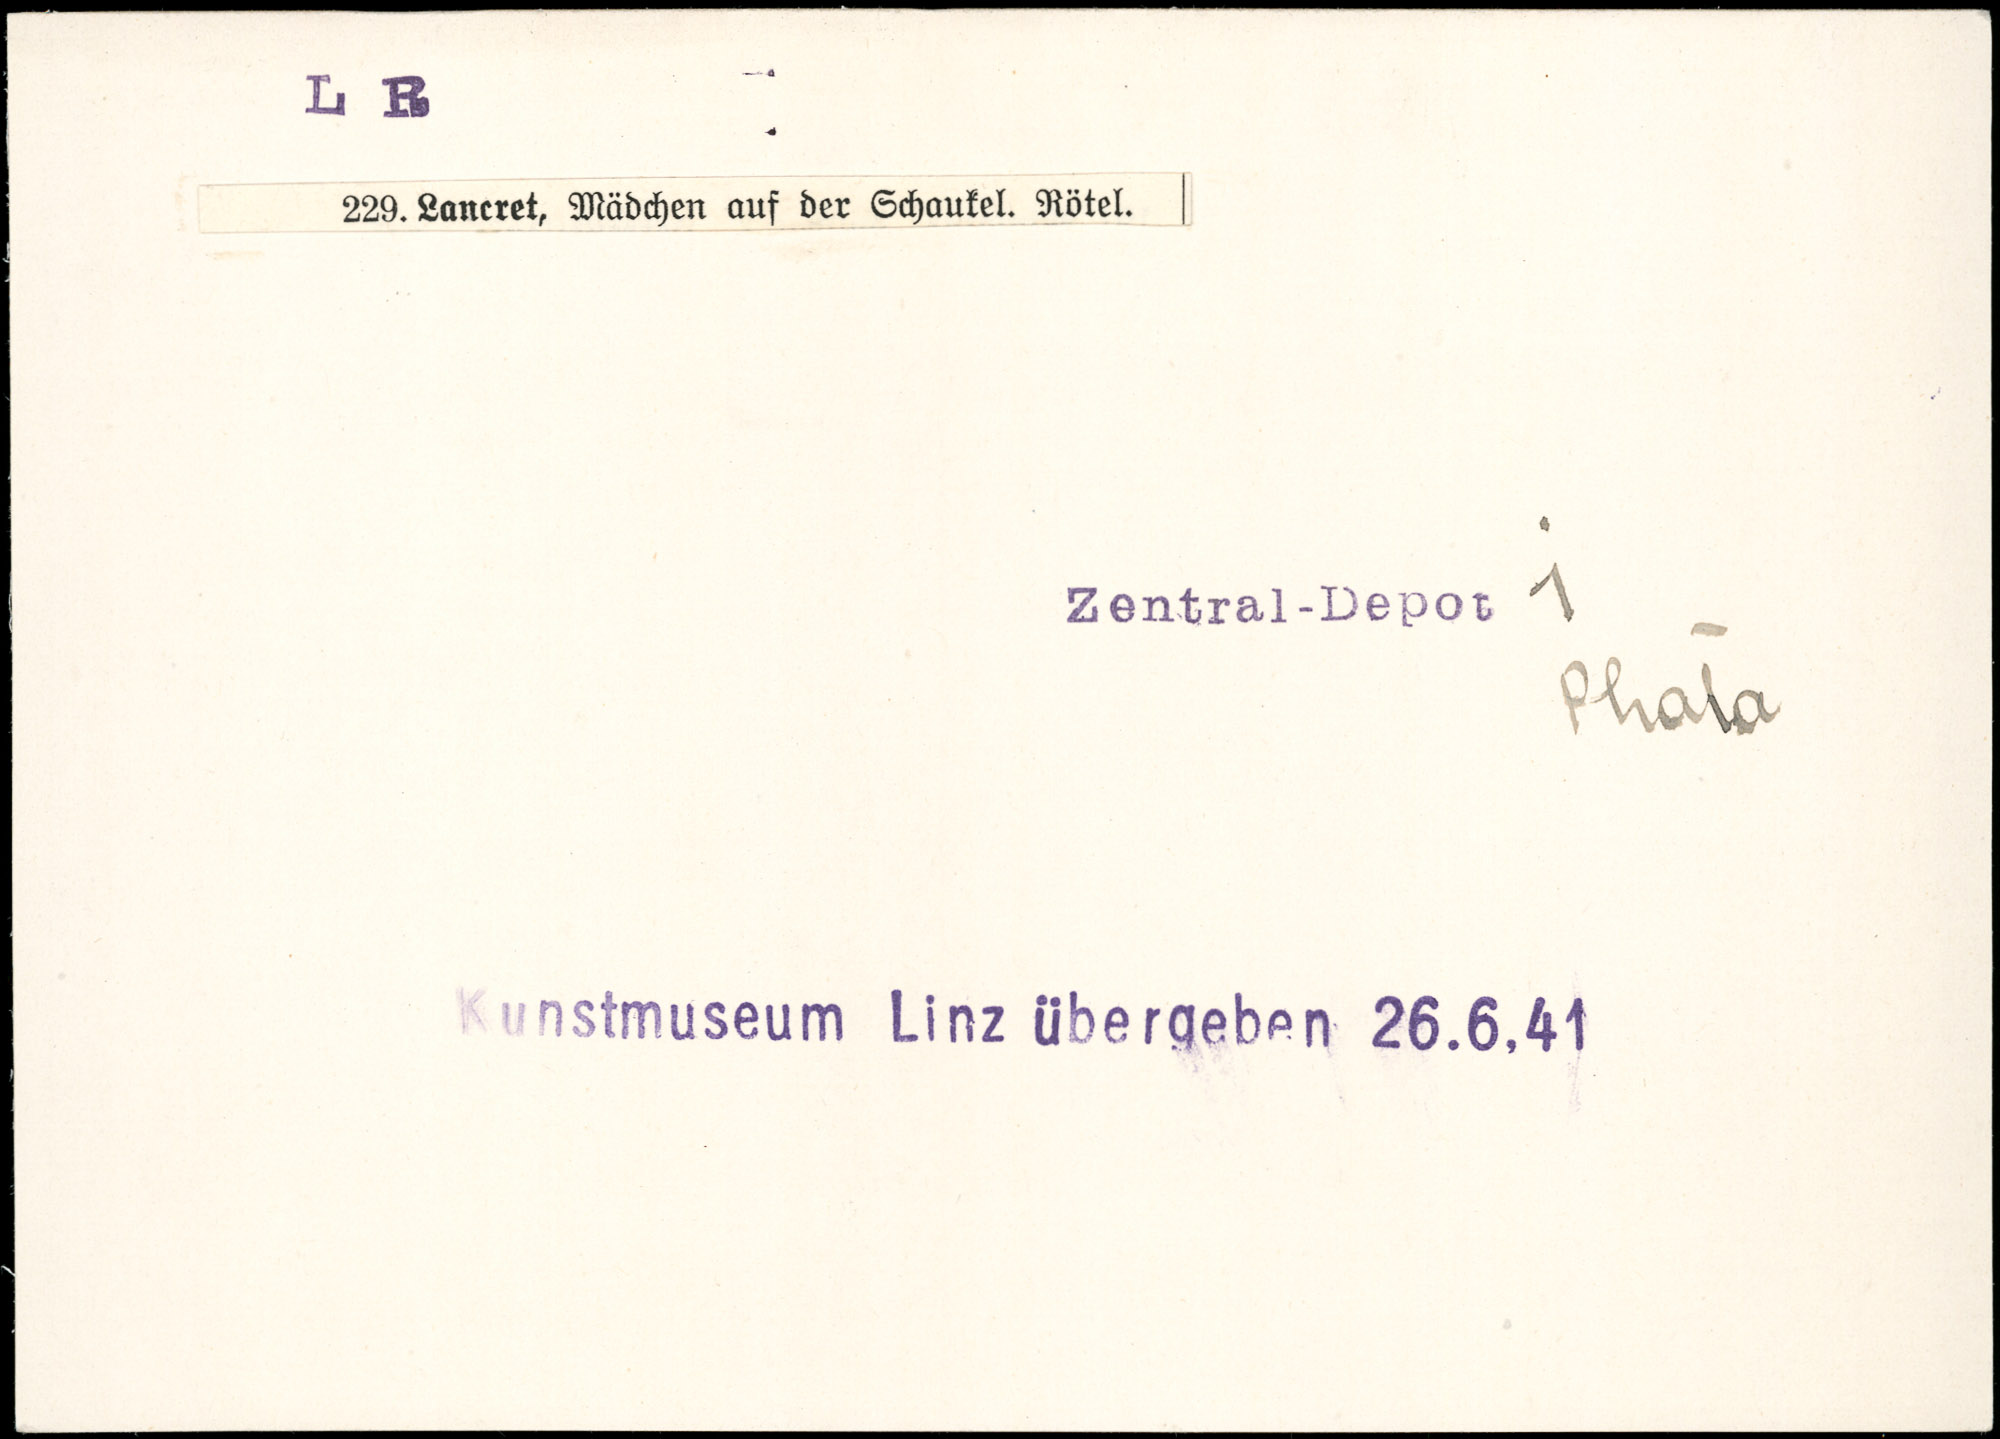 L R
229. Lancret, Mädchen auf der Schaukel. Rötel.
Zentral-Depot
Kunstmuseum Linz übergeben 26.6.41